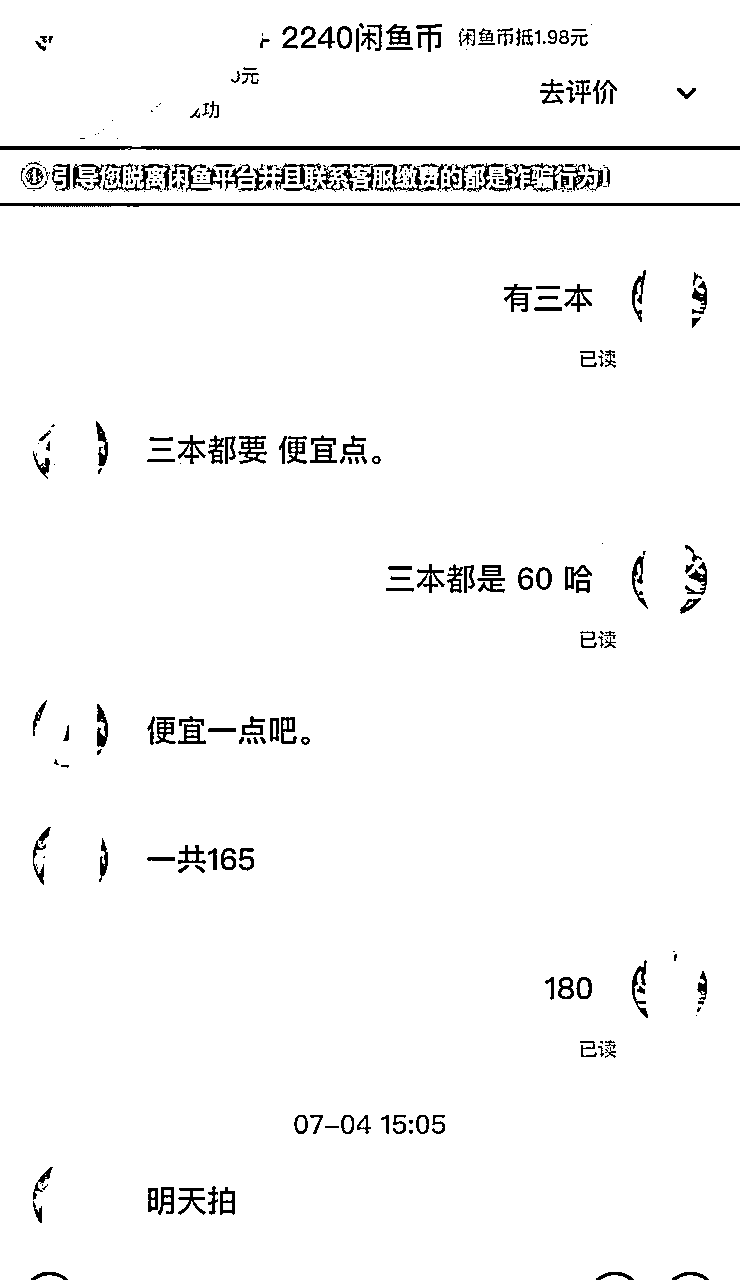 2240闲鱼币 闲鱼币抵1.98元
元
去评价
功
引导您脱离闲鱼平台并且联系客服缴费的都是诈骗行为!
有三本
已读
三本都要 便宜点。
三本都是 60 哈
已读
便宜一点吧。
一共165
180
已读
07-04 15:05
明天拍